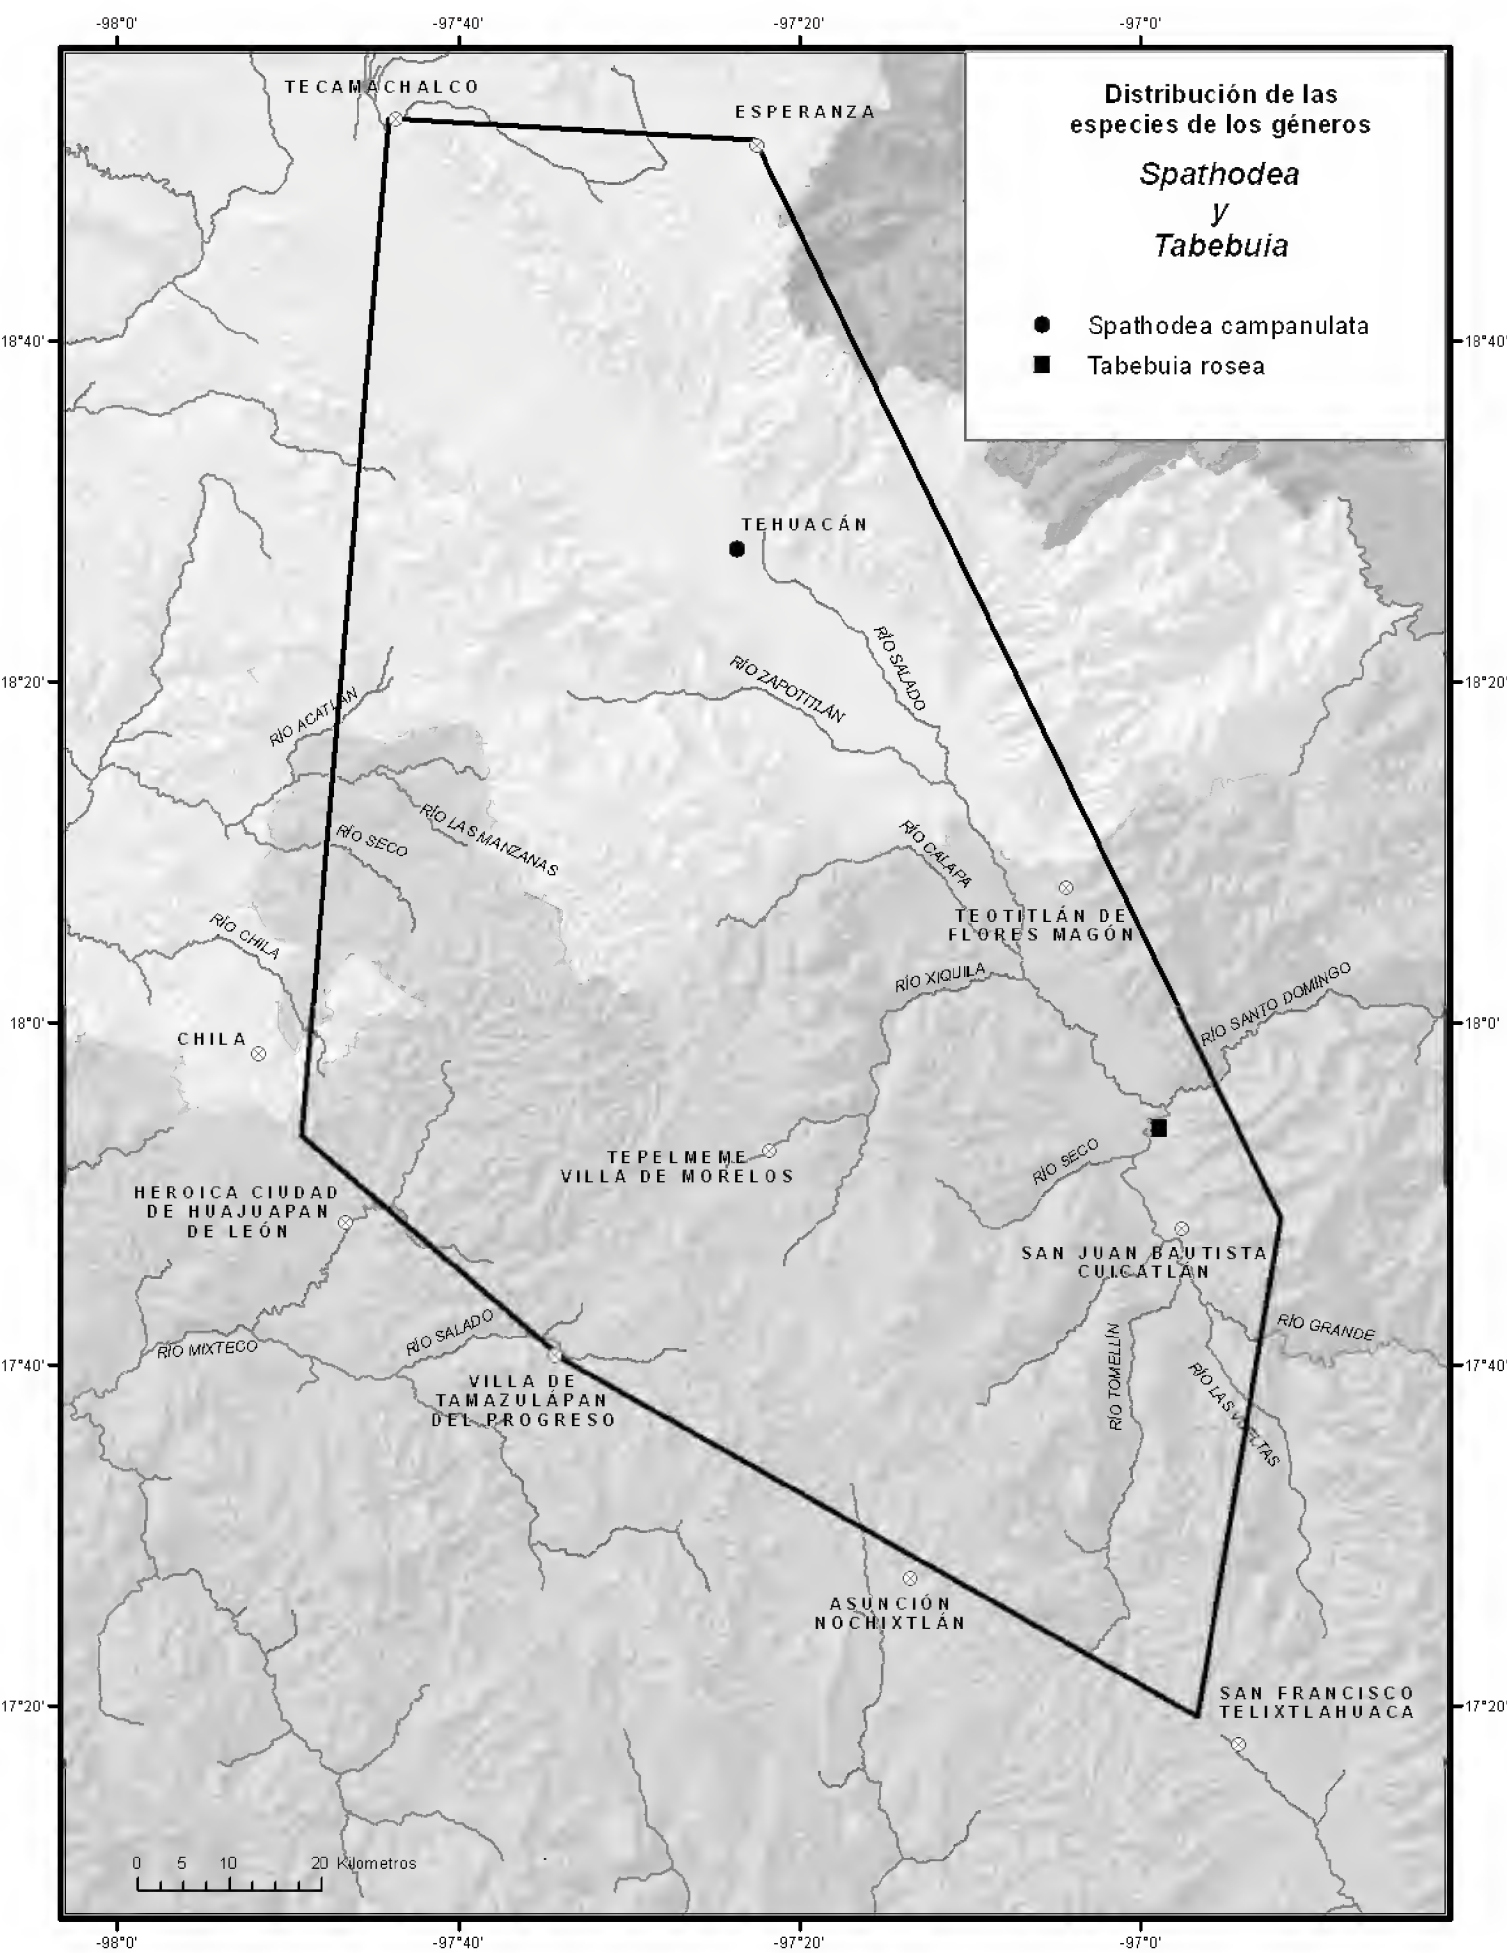 -98°0'
-97°40'
-97°20'
-97°0'
TECAMACHALCO
ESPERANZA
Distribución de las
especies de los géneros
Spathodea
y
Tabebuia
Spathodea campanulata
Tabebuia rosea
18°40'
18°40'
TEHUACÁN
RÍO SALADO
RÍO ZAPOTITLÁN
18°20'
18°20'
RÍO ACATLÁN
RÍO LAS MANZANAS
RÍO SECO
RÍO CALAPA
TEOTITLÁN DE
FLORES MAGÓN
RÍO CHILA
RÍO XIQUILA
RÍO SANTO DOMINGO
18°0'
18°0'
CHILA
TEPELMEME
VILLA DE MORELOS
RÍO SECO
HEROICA CIUDAD
DE HUAJUAPAN
DE LEÓN
SAN JUAN BAUTISTA
CUICATLÁN
RÍO GRANDE
RÍO SALADO
RÍO MIXTECO
17°40'
17°40'
RÍO TOMELLÍN
RÍO LAS VUELTAS
VILLA DE
TAMAZULÁPAN
DEL PROGRESO
ASUNCIÓN
NOCHIXTLÁN
SAN FRANCISCO
TELIXTLAHUACA
17°20'
17°20'
0 5 10 20 Kilometros
-98°0'
-97°40'
-97°20'
-97°0'